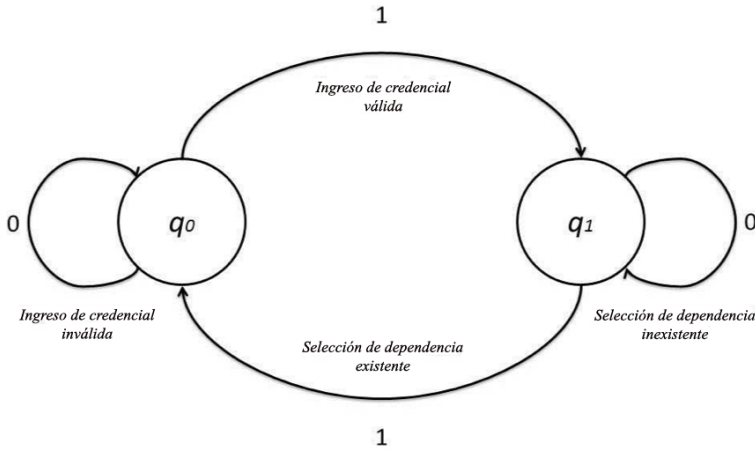 1
Ingreso de credencial
válida
0
q0
q1
0
Ingreso de credencial
inválida
Selección de dependencia
existente
Selección de dependencia
inexistente
1